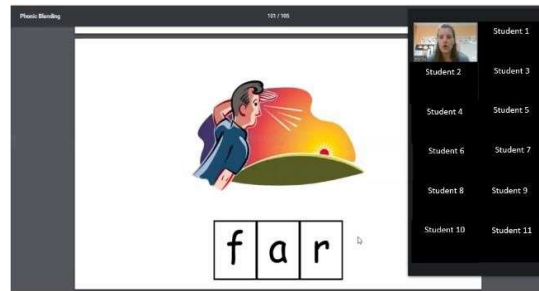 Phonic Blending 101 / 105
Student 1
Student 2 Student 3
Student 4 Student 5
Student 6 Student 7
Student 8 Student 9
Student 10 Student 11
f a r